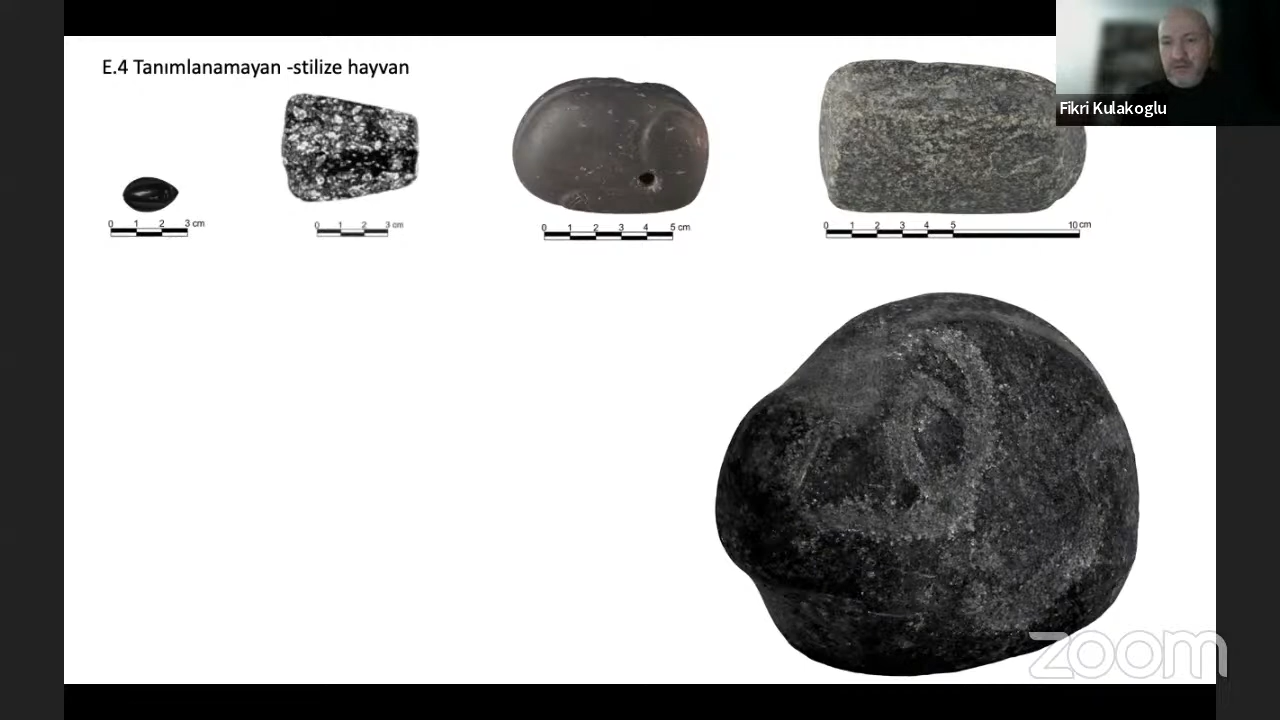 E.4 Tanımlanamayan -stilize hayvan
Fikri Kulakoglu
0 1 2 3 cm
0 1 2 3 cm
0 1 2 3 4 5 cm
0 1 2 3 4 5 10 cm
zoom